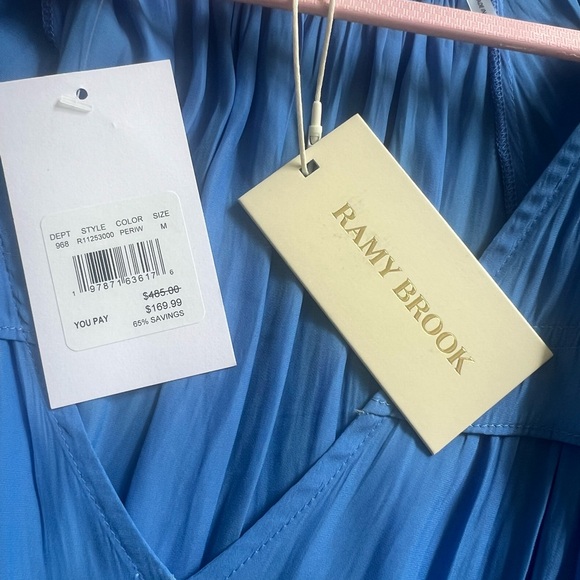 DEPT STYLE COLOR SIZE
968 R11253000 PERIW M
1 97871 63617 6
$485.00
$169.99
YOU PAY
65% SAVINGS
RAMY BROOK